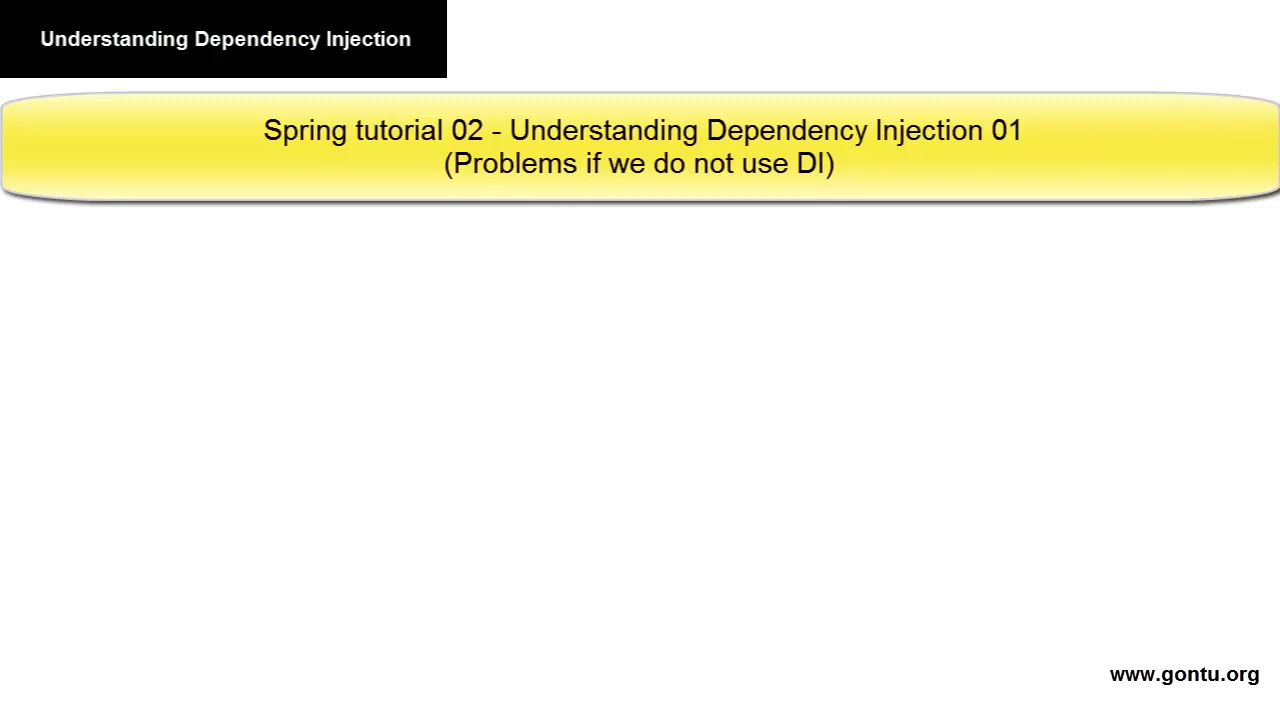 Understanding Dependency Injection
Spring tutorial 02 - Understanding Dependency Injection 01
(Problems if we do not use DI)
www.gontu.org